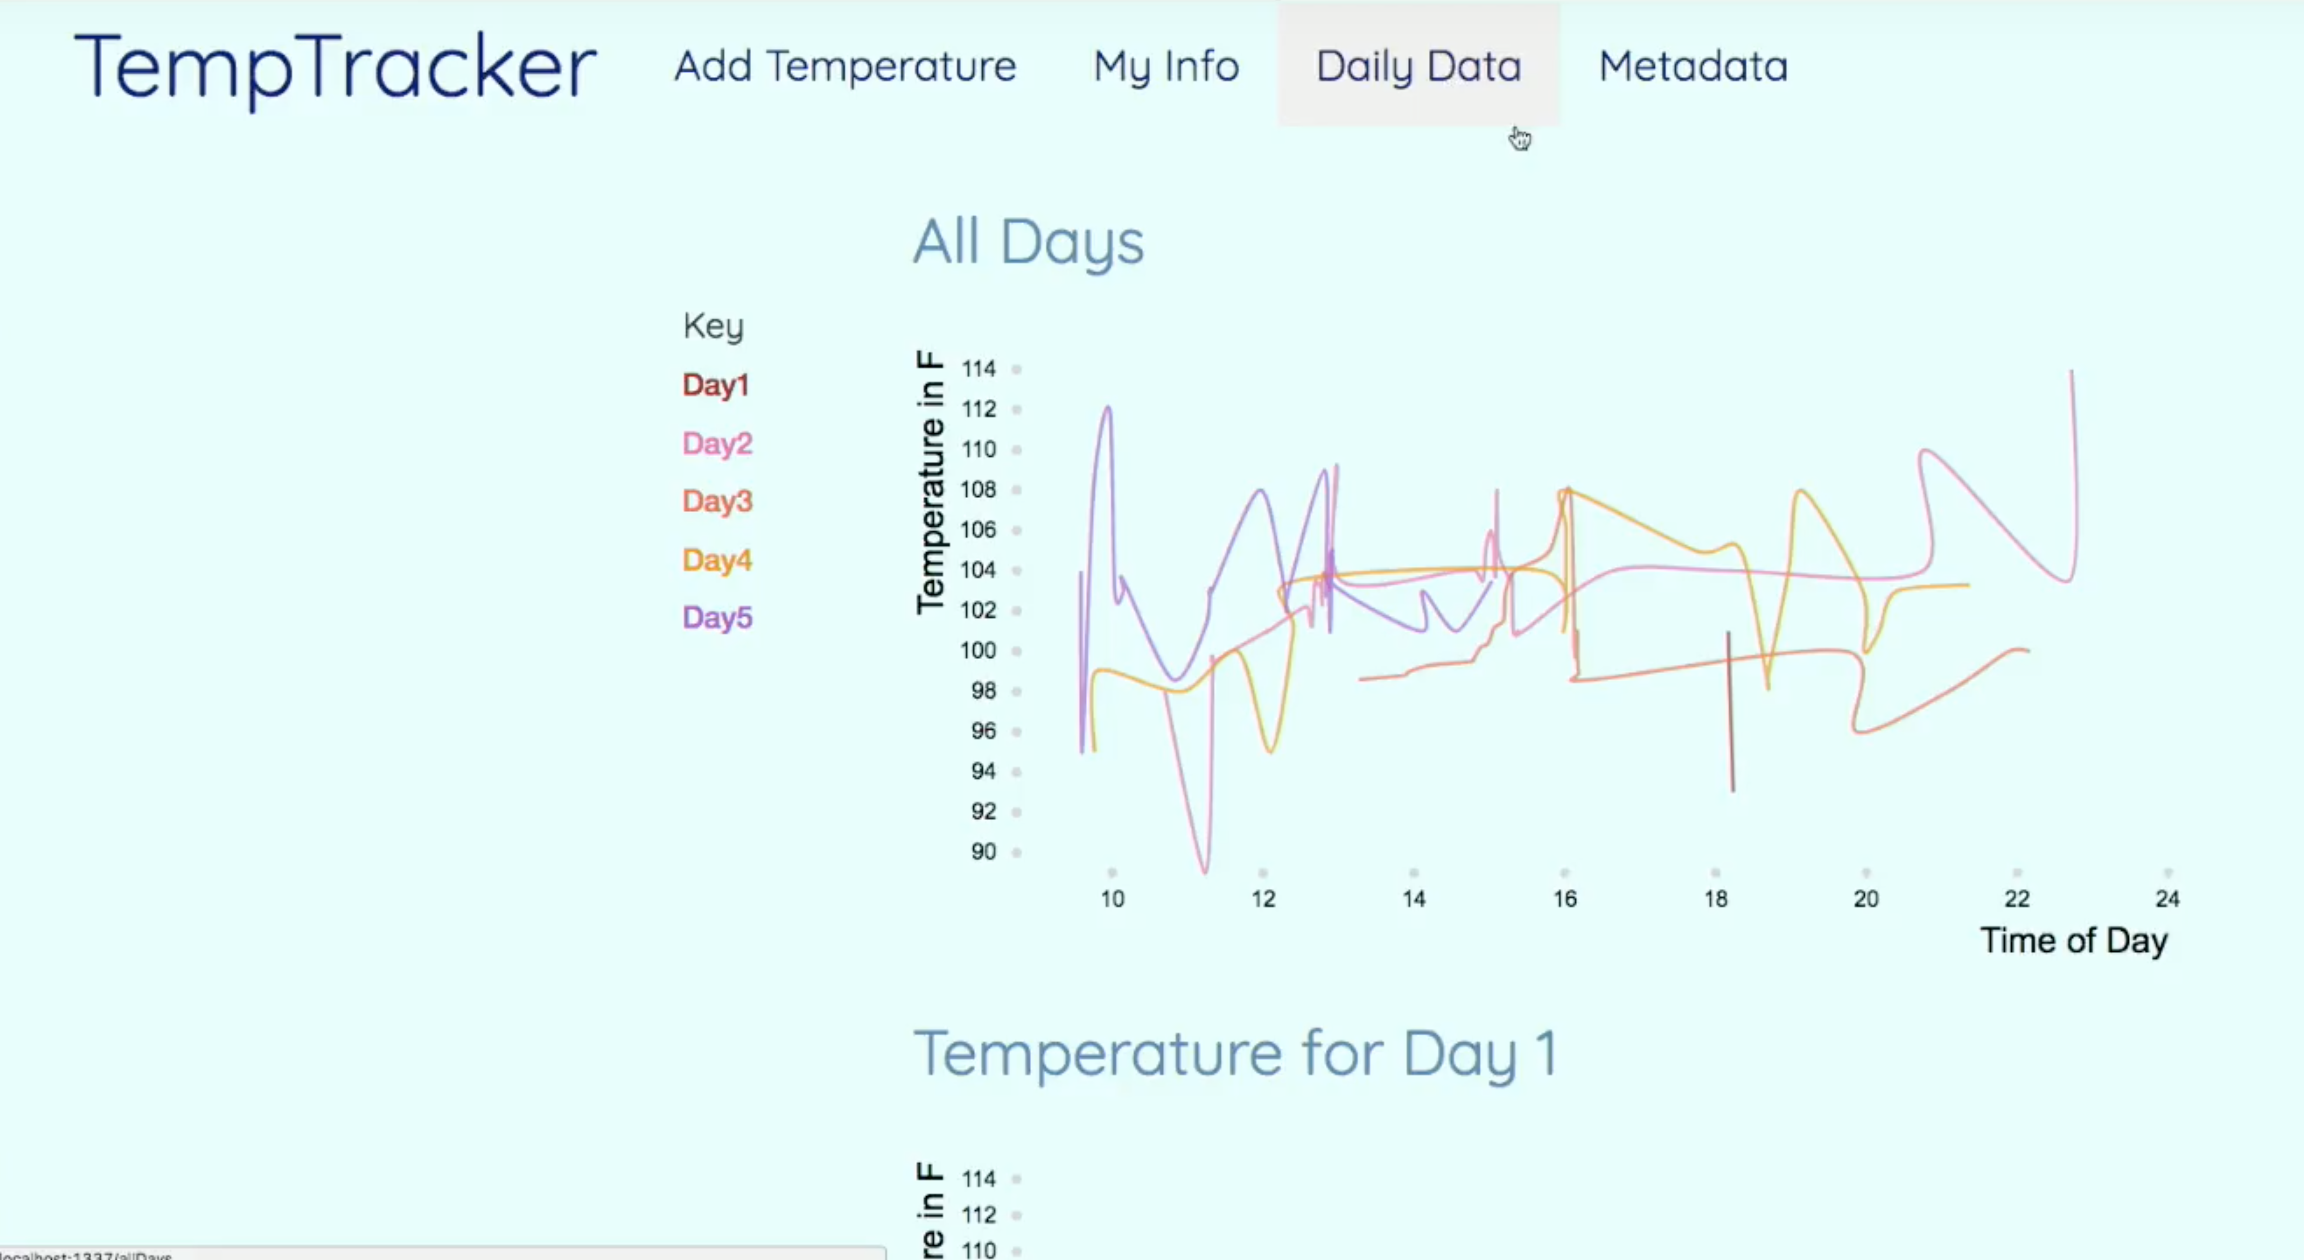 TempTracker Add Temperature My Info Daily Data Metadata
All Days
Key
Day1
Day2
Day3
Day4
Day5
Temperature in F
114
112
110
108
106
104
102
100
98
96
94
92
90
10 12 14 16 18 20 22 24
Time of Day
Temperature for Day 1
re in F
114
112
110
localhost:1337/allDays